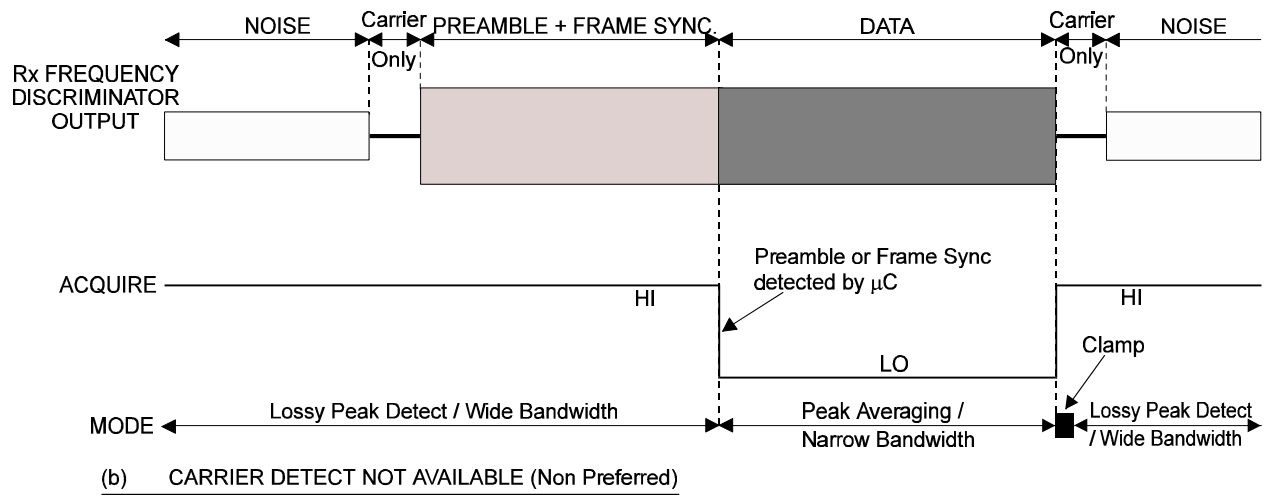 NOISE
Carrier
Only
PREAMBLE + FRAME SYNC.
DATA
Carrier
Only
NOISE
Rx FREQUENCY
DISCRIMINATOR
OUTPUT
Preamble or Frame Sync
detected by μC
ACQUIRE
HI
HI
LO
Clamp
MODE
Lossy Peak Detect / Wide Bandwidth
Peak Averaging /
Narrow Bandwidth
Lossy Peak Detect
/ Wide Bandwidth
(b) CARRIER DETECT NOT AVAILABLE (Non Preferred)